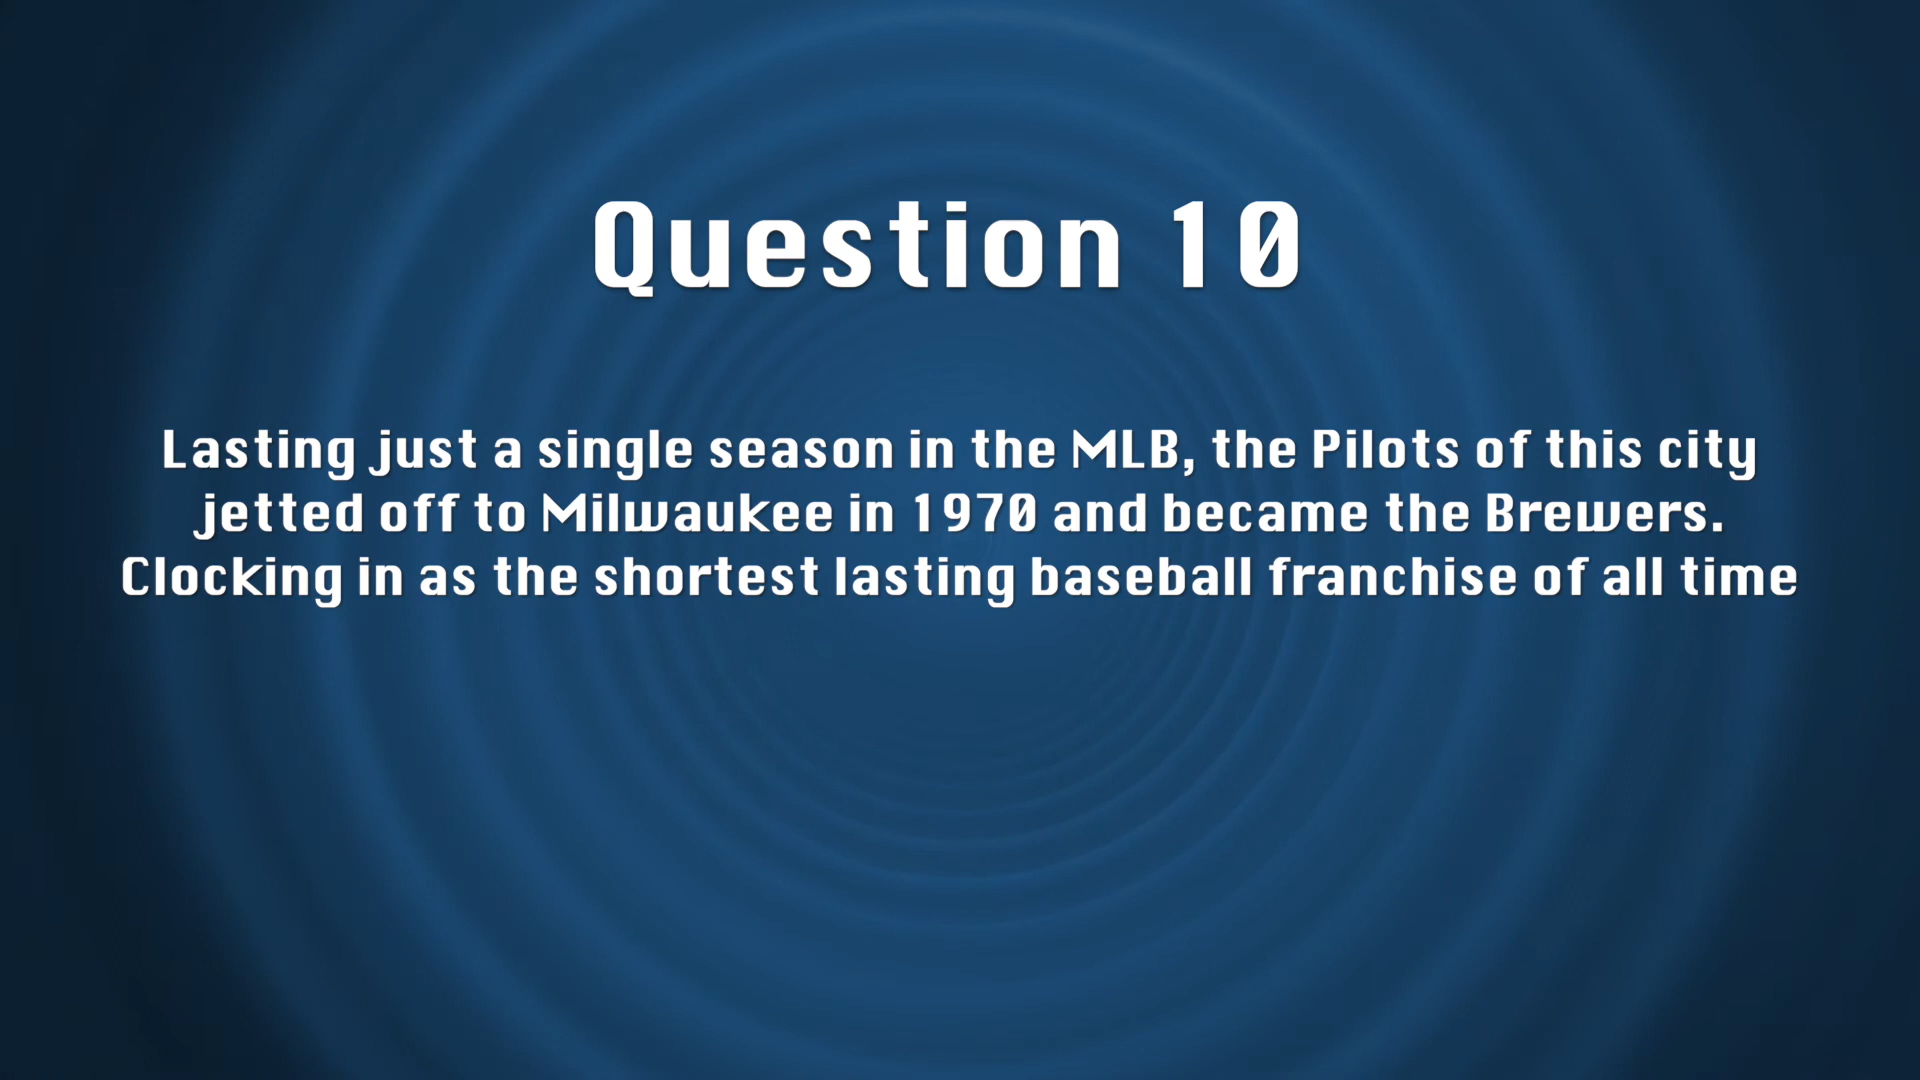 Question 10
Lasting just a single season in the MLB, the Pilots of this city
jetted off to Milwaukee in 1970 and became the Brewers.
Clocking in as the shortest lasting baseball franchise of all time